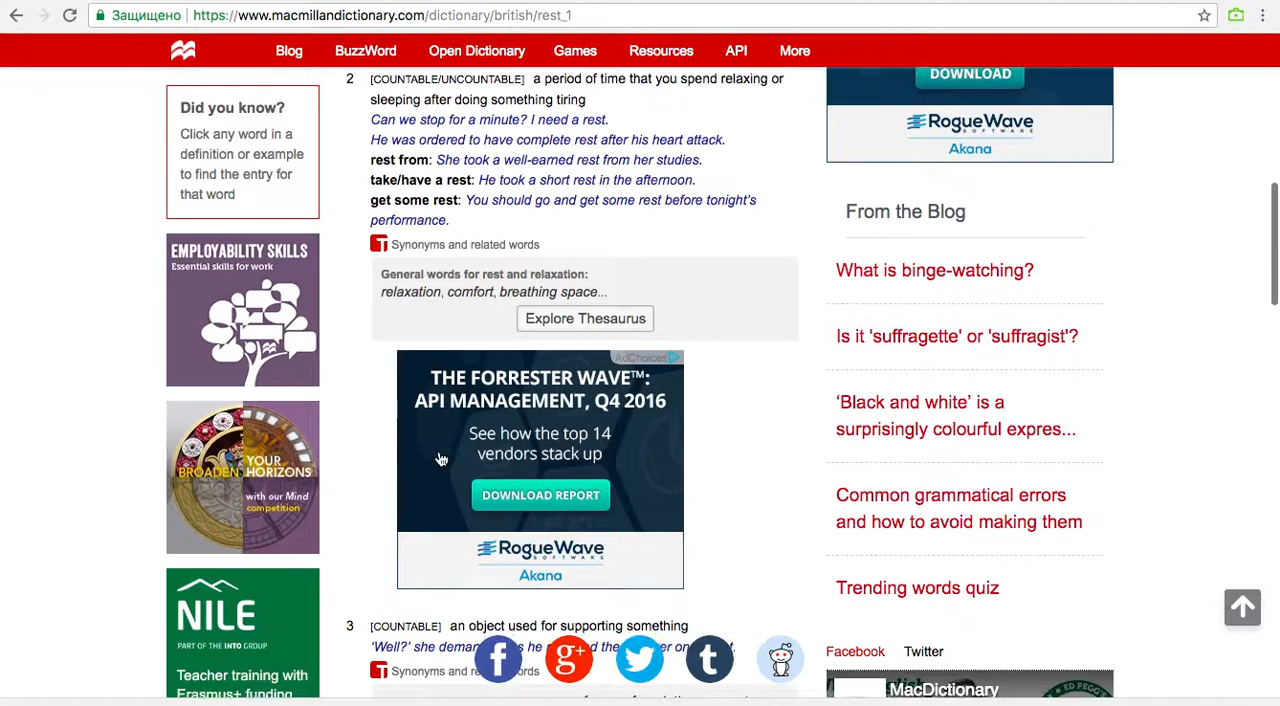 Защищено https://www.macmillandictionary.com/dictionary/british/rest_1
Blog BuzzWord Open Dictionary Games Resources API More
Did you know?
Click any word in a
definition or example
to find the entry for
that word
EMPLOYABILITY SKILLS
Essential skills for work
BROADEN YOUR
HORIZONS
with our Mind
competition
NILE
PART OF THE INTO GROUP
Teacher training with
Erasmus+ funding
2 [COUNTABLE/UNCOUNTABLE] a period of time that you spend relaxing or
sleeping after doing something tiring
Can we stop for a minute? I need a rest.
He was ordered to have complete rest after his heart attack.
rest from: She took a well-earned rest from her studies.
take/have a rest: He took a short rest in the afternoon.
get some rest: You should go and get some rest before tonight's
performance.
T Synonyms and related words
General words for rest and relaxation:
relaxation, comfort, breathing space...
Explore Thesaurus
AdChoices
THE FORRESTER WAVE™:
API MANAGEMENT, Q4 2016
See how the top 14
vendors stack up
DOWNLOAD REPORT
RogueWave
SOFTWARE
Akana
3 [COUNTABLE] an object used for supporting something
'Well?' she
T Synonyms and
f g+ t
DOWNLOAD
RogueWave
SOFTWARE
Akana
From the Blog
What is binge-watching?
Is it 'suffragette' or 'suffragist'?
‘Black and white’ is a
surprisingly colourful expres...
Common grammatical errors
and how to avoid making them
Trending words quiz
Facebook Twitter
MacDictionary